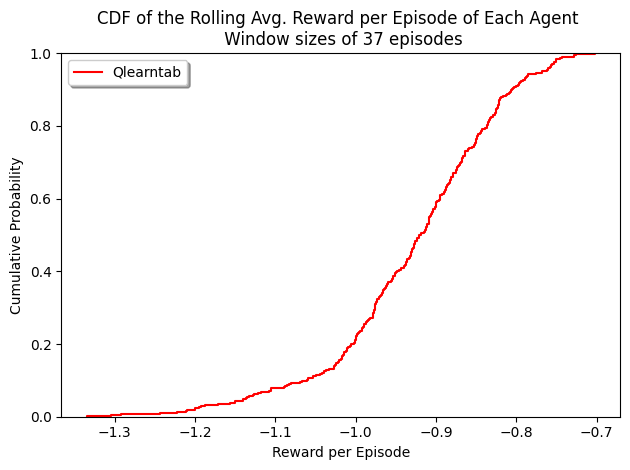 CDF of the Rolling Avg. Reward per Episode of Each Agent
Window sizes of 37 episodes
Qlearntab
Cumulative Probability
1.0
0.8
0.6
0.4
0.2
0.0
−1.3
−1.2
−1.1
−1.0
−0.9
−0.8
−0.7
Reward per Episode